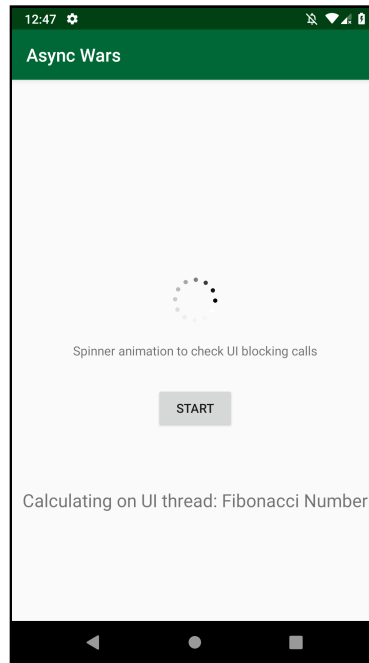 12:47
Async Wars
Spinner animation to check UI blocking calls
START
Calculating on UI thread: Fibonacci Number